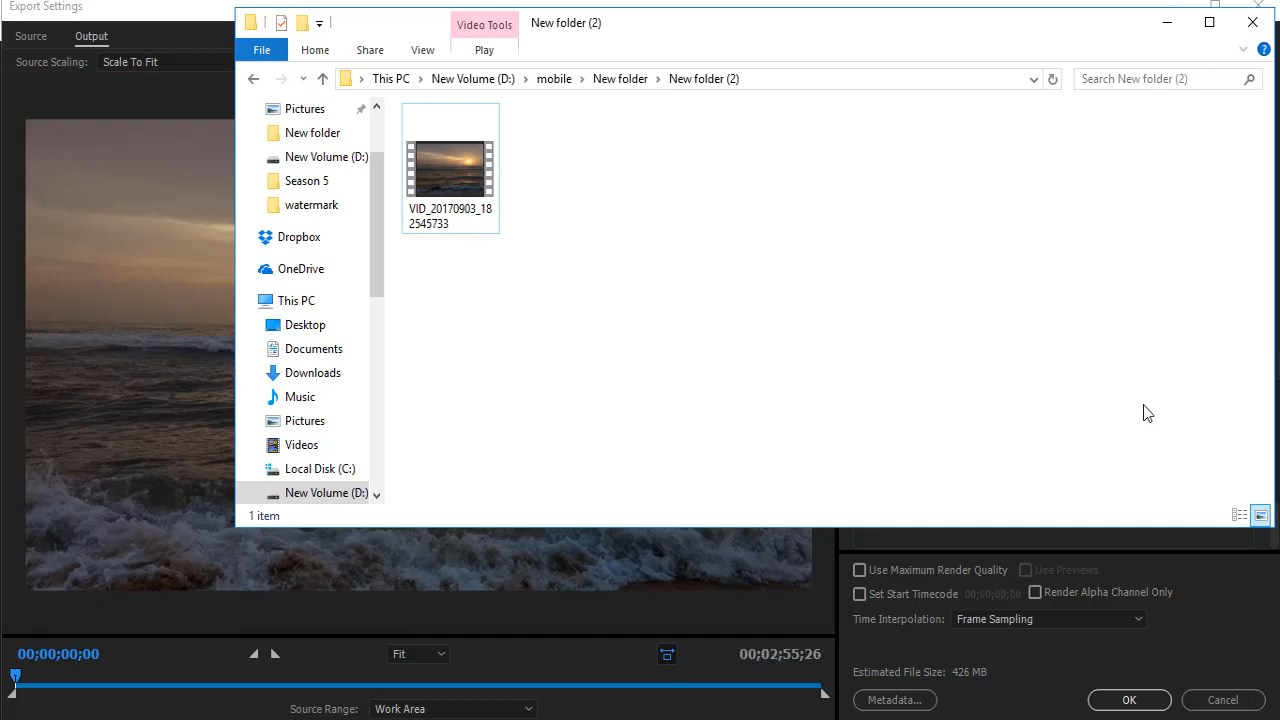 Export Settings
Source
Output
Source Scaling:
Scale To Fit
Video Tools
New folder (2)
File
Home
Share
View
Play
This PC
New Volume (D:)
mobile
New folder
New folder (2)
Search New folder (2)
Pictures
New folder
New Volume (D:)
Season 5
watermark
Dropbox
OneDrive
This PC
Desktop
Documents
Downloads
Music
Pictures
Videos
Local Disk (C:)
New Volume (D:)
VID_20170903_18
2545733
1 item
Use Maximum Render Quality
Use Previews
Set Start Timecode
00;00;00;00
Render Alpha Channel Only
Time Interpolation:
Frame Sampling
00;00;00;00
Fit
00;02;55;26
Estimated File Size: 426 MB
Source Range:
Work Area
Metadata...
OK
Cancel